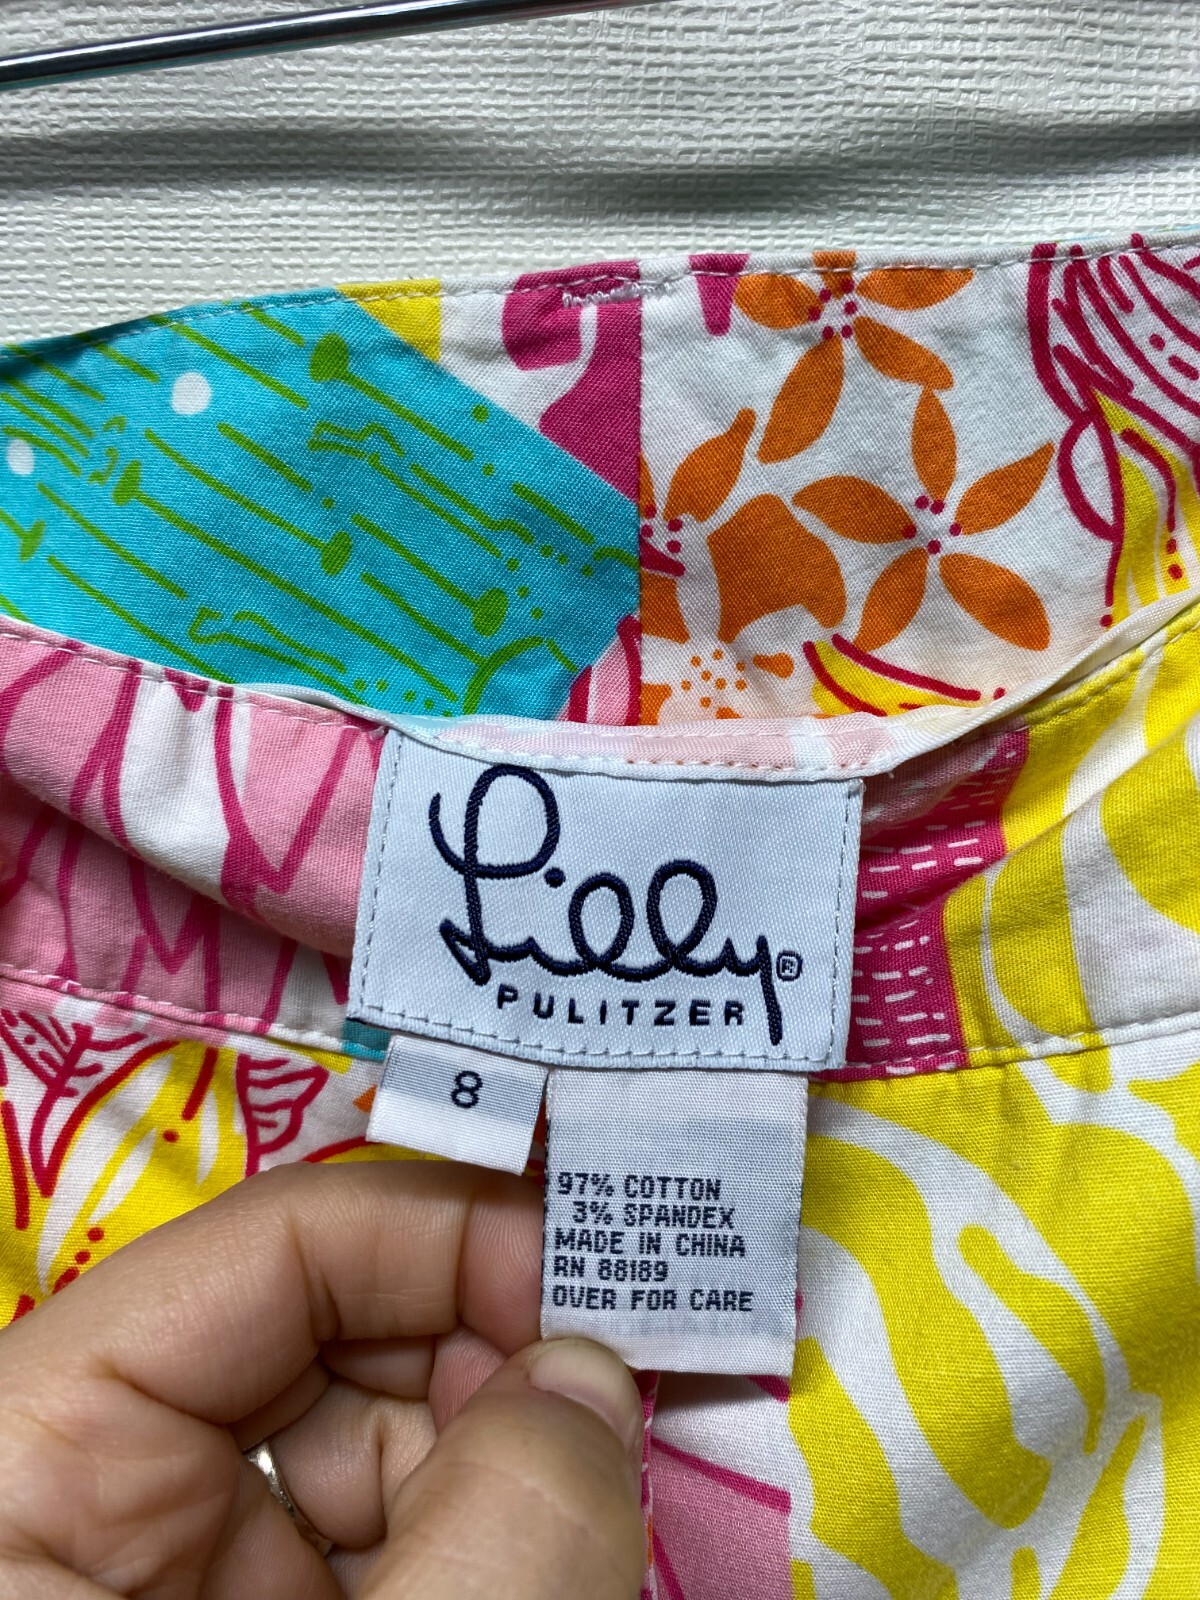 Lilly®
PULITZER
8
97% COTTON
3% SPANDEX
MADE IN CHINA
RN 88189
OVER FOR CARE